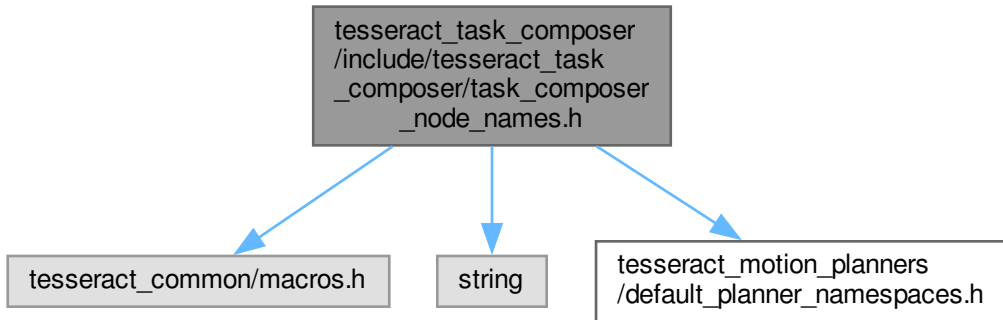 tesseract_task_composer
/include/tesseract_task
_composer/task_composer
_node_names.h
tesseract_common/macros.h
string
tesseract_motion_planners
/default_planner_namespaces.h